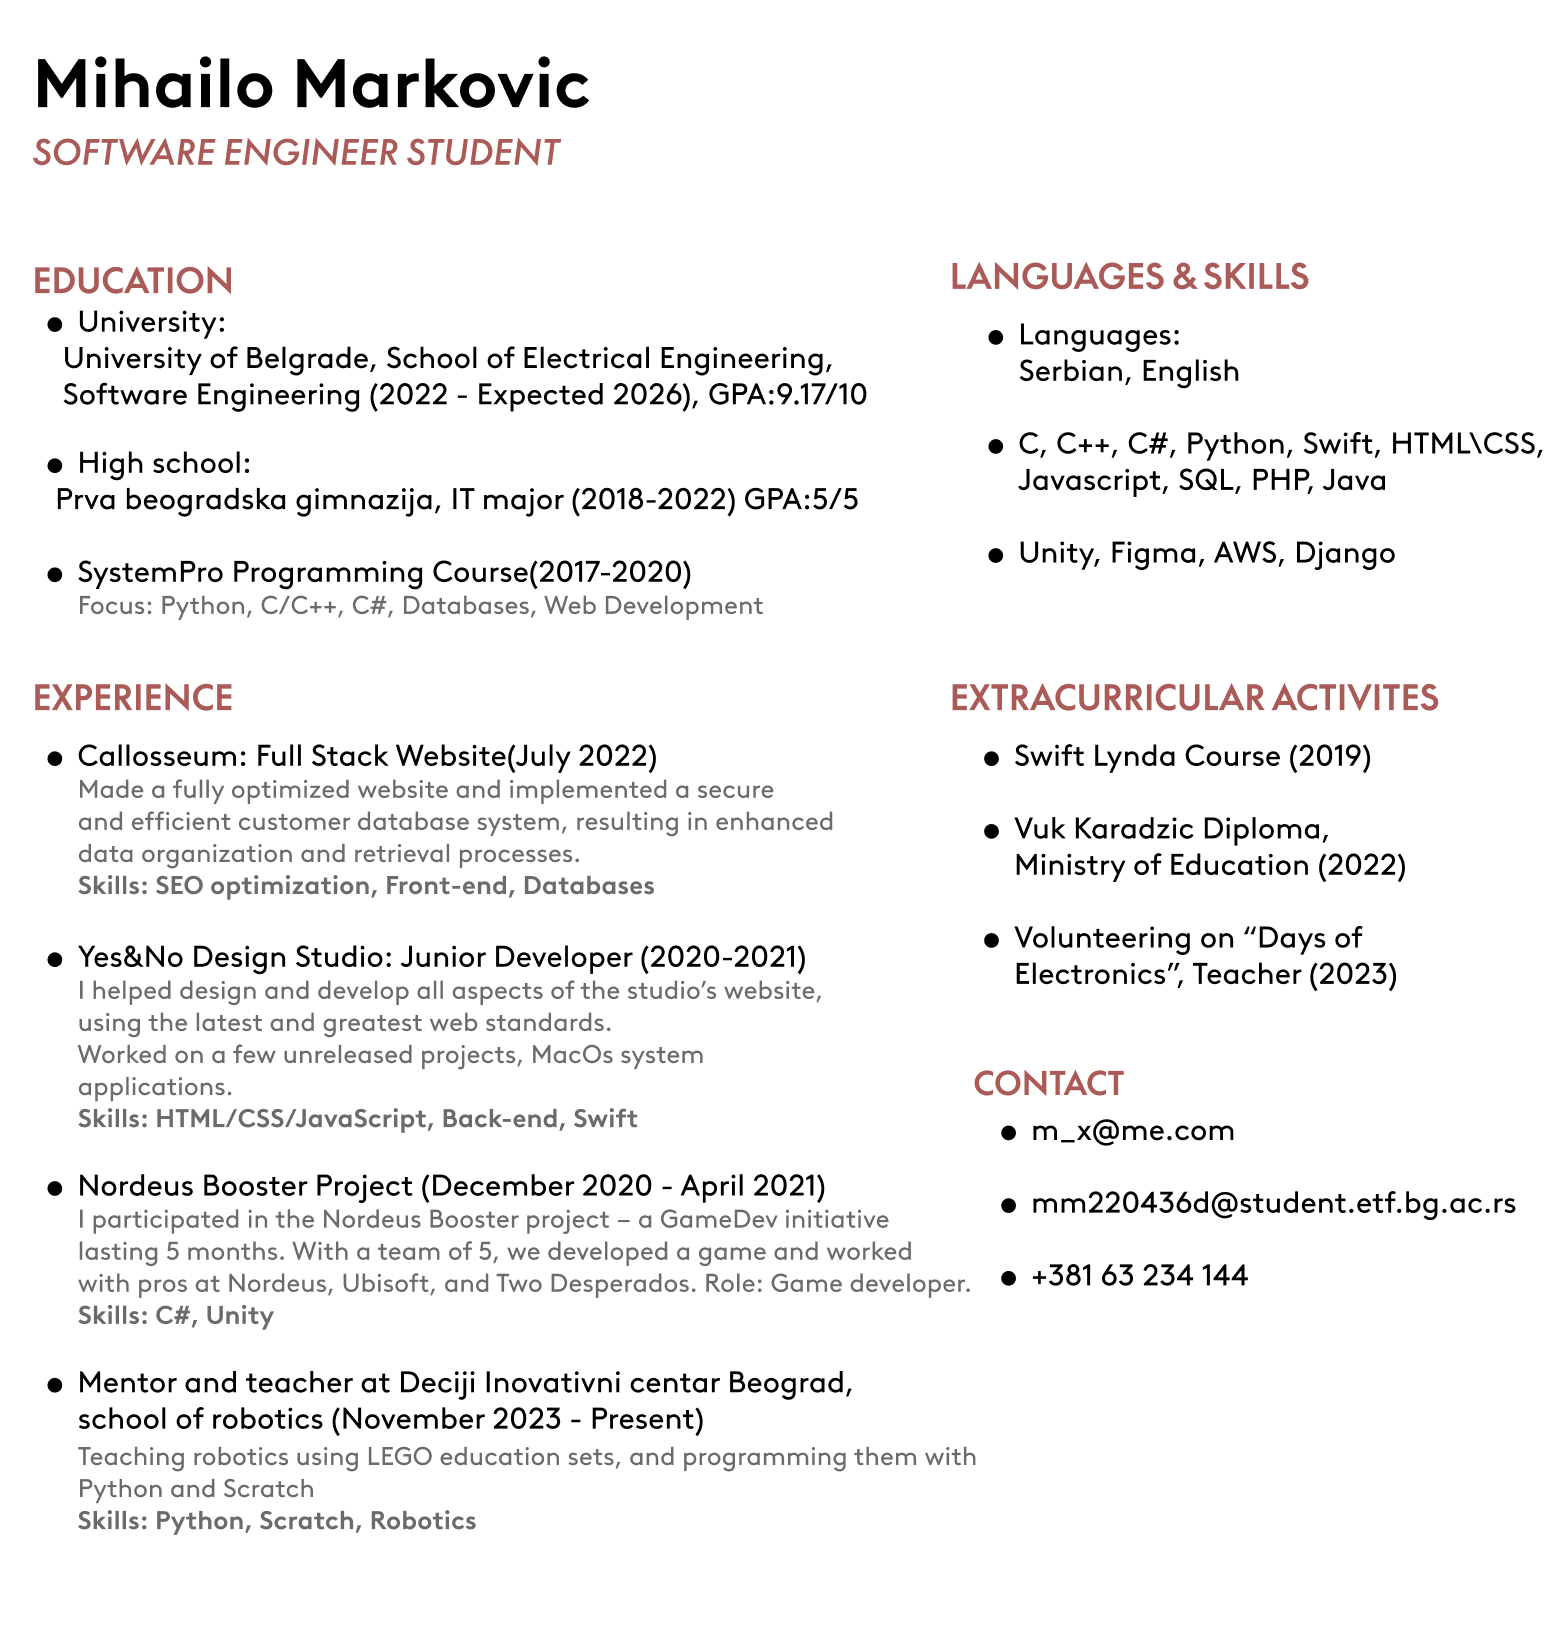 Mihailo Markovic
SOFTWARE ENGINEER STUDENT
EDUCATION
● University:
University of Belgrade, School of Electrical Engineering,
Software Engineering (2022 - Expected 2026), GPA:9.17/10
● High school:
Prva beogradska gimnazija, IT major (2018-2022) GPA:5/5
● SystemPro Programming Course(2017-2020)
Focus: Python, C/C++, C#, Databases, Web Development
EXPERIENCE
● Callosseum: Full Stack Website(July 2022)
Made a fully optimized website and implemented a secure
and efficient customer database system, resulting in enhanced
data organization and retrieval processes.
Skills: SEO optimization, Front-end, Databases
● Yes&No Design Studio: Junior Developer (2020-2021)
I helped design and develop all aspects of the studio’s website,
using the latest and greatest web standards.
Worked on a few unreleased projects, MacOs system
applications.
Skills: HTML/CSS/JavaScript, Back-end, Swift
● Nordeus Booster Project (December 2020 - April 2021)
I participated in the Nordeus Booster project – a GameDev initiative
lasting 5 months. With a team of 5, we developed a game and worked
with pros at Nordeus, Ubisoft, and Two Desperados. Role: Game developer.
Skills: C#, Unity
● Mentor and teacher at Deciji Inovativni centar Beograd,
school of robotics (November 2023 - Present)
Teaching robotics using LEGO education sets, and programming them with
Python and Scratch
Skills: Python, Scratch, Robotics
LANGUAGES & SKILLS
● Languages:
Serbian, English
● C, C++, C#, Python, Swift, HTML\CSS,
Javascript, SQL, PHP, Java
● Unity, Figma, AWS, Django
EXTRACURRICULAR ACTIVITES
● Swift Lynda Course (2019)
● Vuk Karadzic Diploma,
Ministry of Education (2022)
● Volunteering on “Days of
Electronics”, Teacher (2023)
CONTACT
● m_x@me.com
● mm220436d@student.etf.bg.ac.rs
● +381 63 234 144